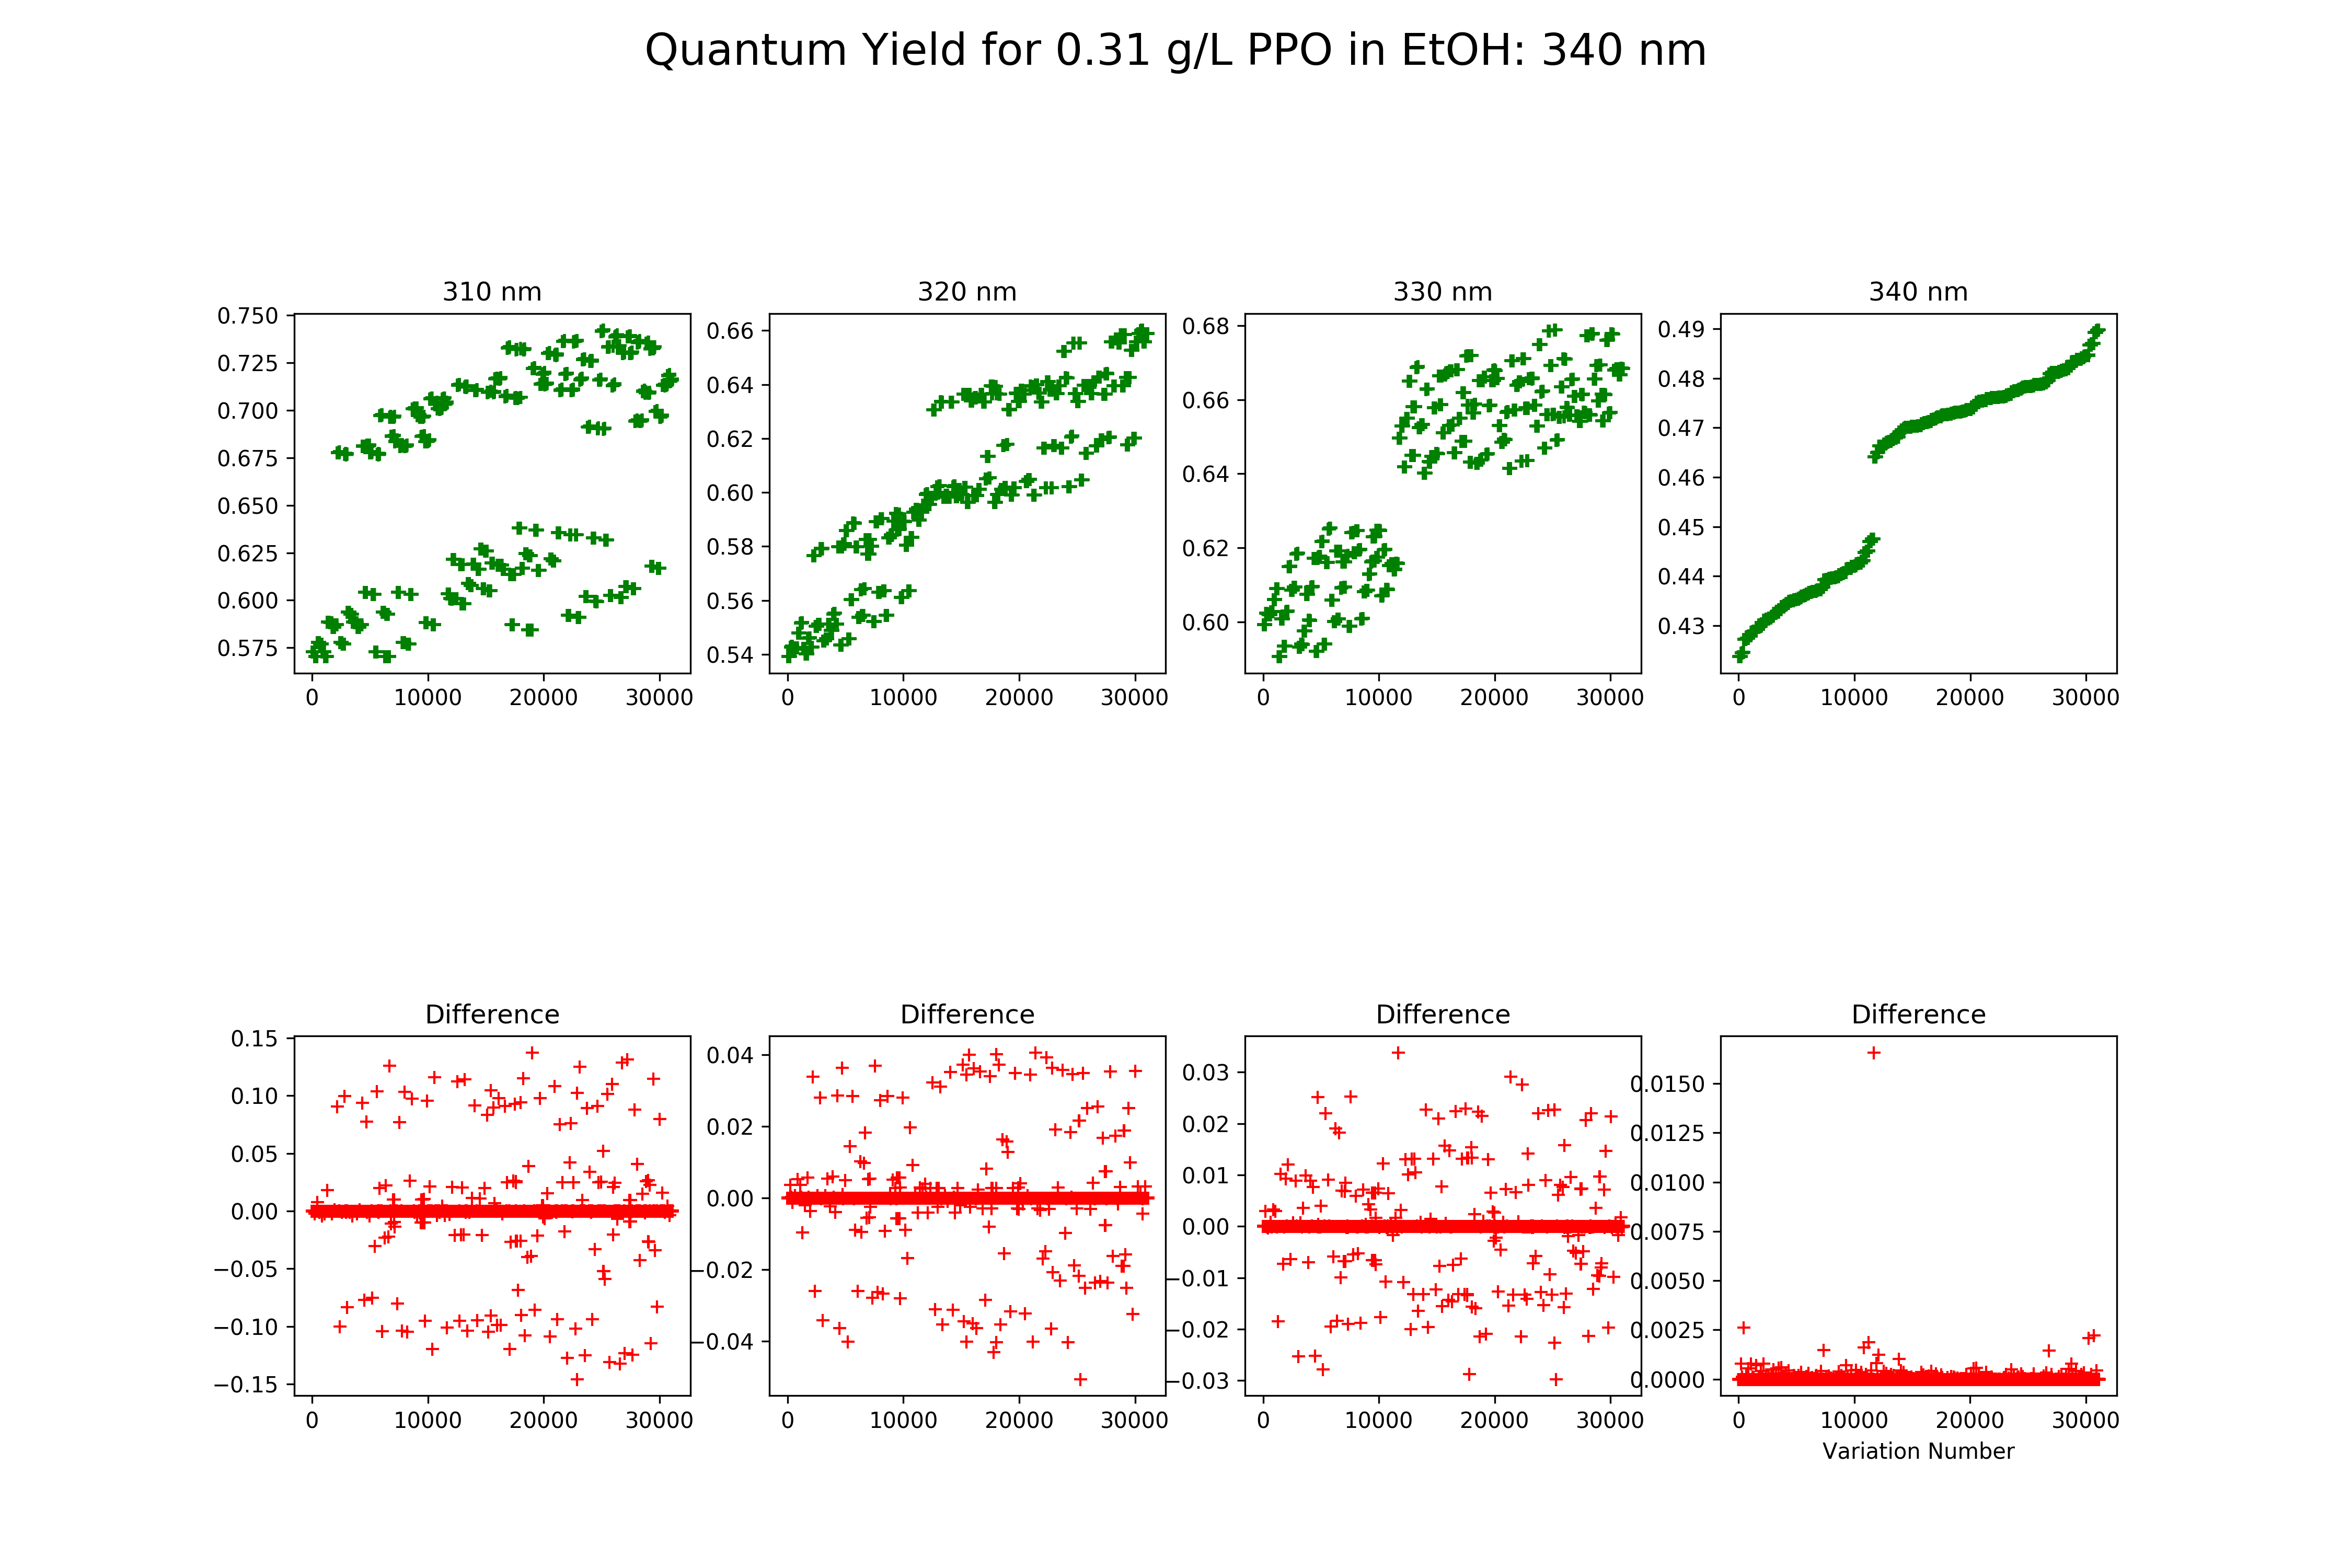 Quantum Yield for 0.31 g/L PPO in EtOH: 340 nm
310 nm
0.750
0.725
0.700
0.675
0.650
0.625
0.600
0.575
0 10000 20000 30000
320 nm
0.66
0.64
0.62
0.60
0.58
0.56
0.54
0 10000 20000 30000
330 nm
0.68
0.66
0.64
0.62
0.60
0 10000 20000 30000
340 nm
0.49
0.48
0.47
0.46
0.45
0.44
0.43
0 10000 20000 30000
Difference
0.15
0.10
0.05
0.00
−0.05
−0.10
−0.15
0 10000 20000 30000
Difference
0.04
0.02
0.00
−0.02
−0.04
0 10000 20000 30000
Difference
0.03
0.02
0.01
0.00
−0.01
−0.02
−0.03
0 10000 20000 30000
Difference
0.0150
0.0125
0.0100
0.0075
0.0050
0.0025
0.0000
0 10000 20000 30000
Variation Number